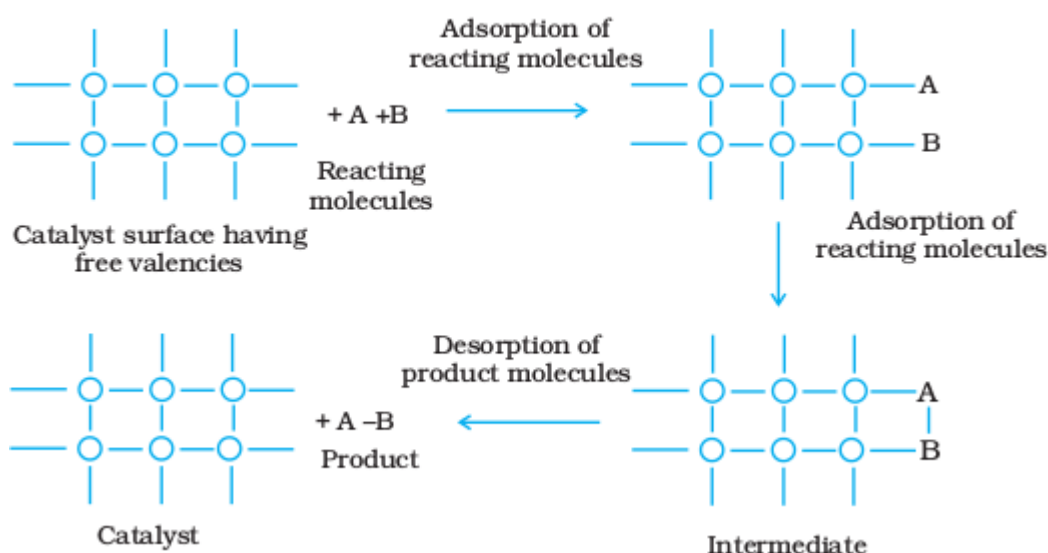 Adsorption of
reacting molecules
A
+ A +B
B
Reacting
molecules
Catalyst surface having
free valencies
Adsorption of
reacting molecules
Desorption of
product molecules
A
+ A –B
B
Product
Catalyst
Intermediate